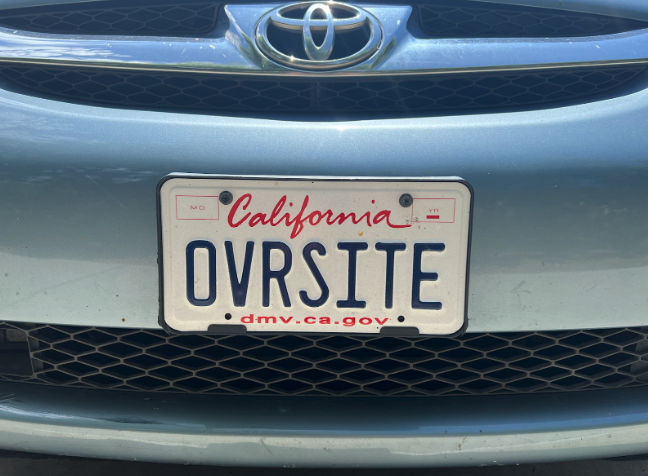 MO
California
YR
OVRSITE
dmv.ca.gov